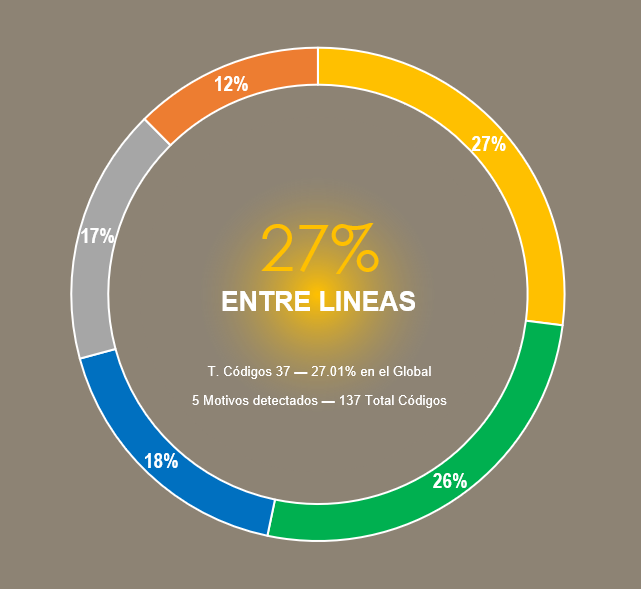 12%
27%
17%
27%
ENTRE LINEAS
T. Códigos 37 — 27.01% en el Global
5 Motivos detectados — 137 Total Códigos
18%
26%